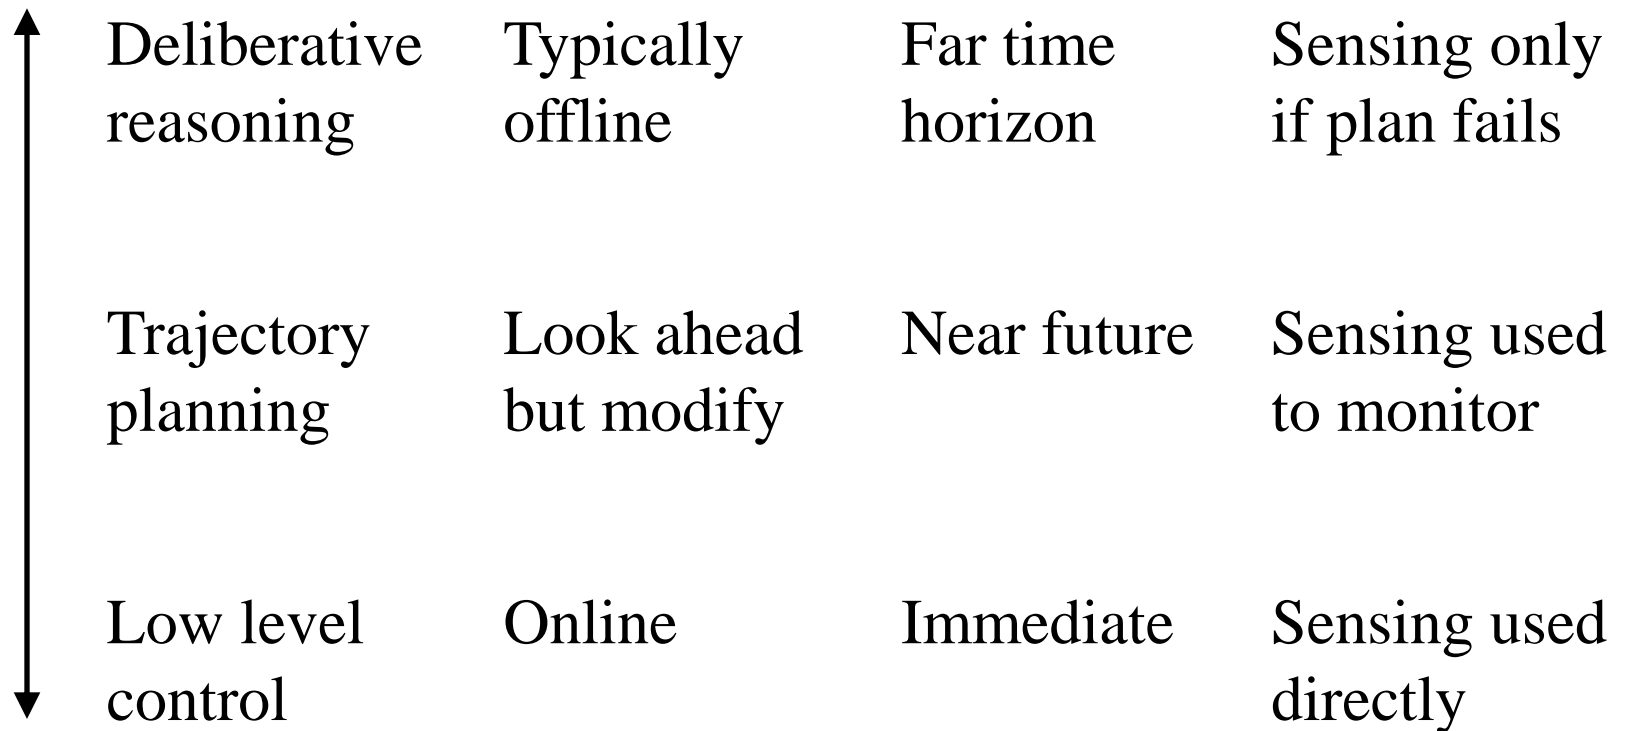 Deliberative reasoning
Typically offline
Far time horizon
Sensing only if plan fails
Trajectory planning
Look ahead but modify
Near future
Sensing used to monitor
Low level control
Online
Immediate
Sensing used directly